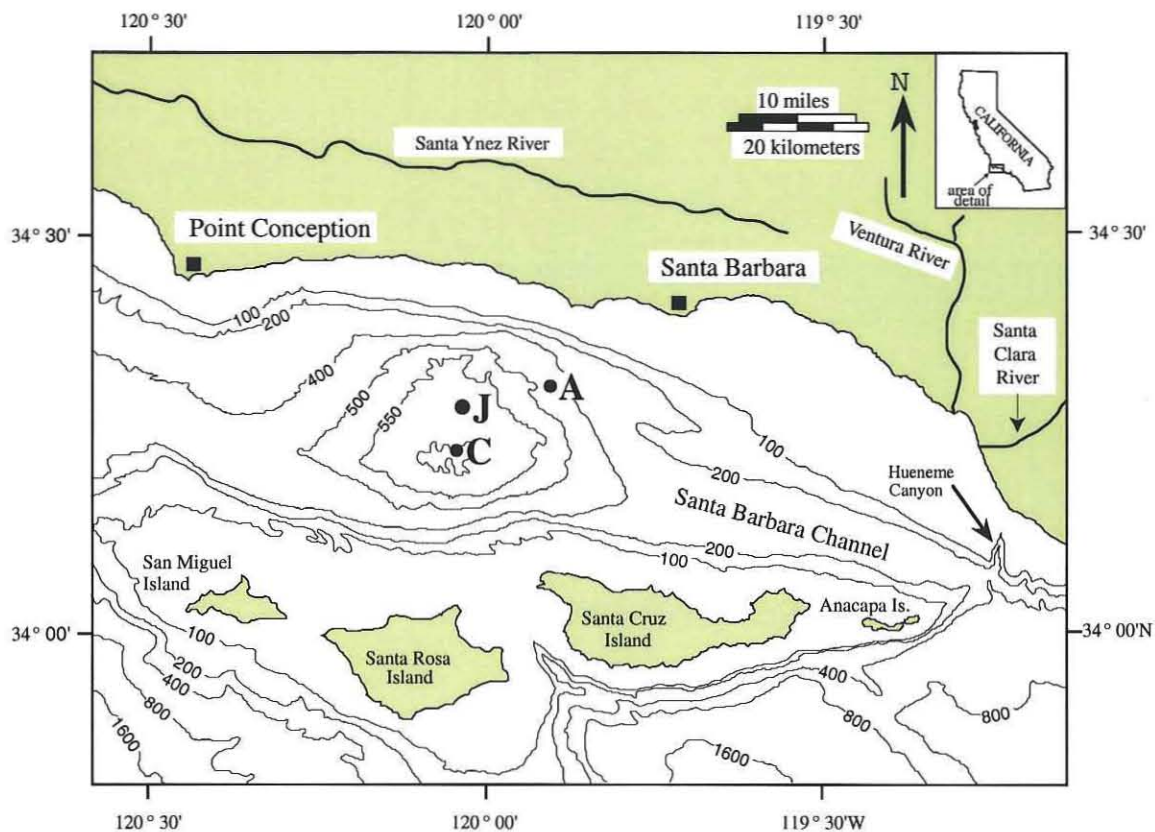 120° 30'
120° 00'
119° 30'
N
10 miles
20 kilometers
CALIFORNIA
area of
detail
Santa Ynez River
34° 30'
34° 30'
Point Conception
Santa Barbara
Ventura River
Santa
Clara
River
100
200
400
500
550
A
J
C
100
200
Hueneme
Canyon
Santa Barbara Channel
200
100
San Miguel
Island
Santa Cruz
Island
Anacapa Is.
34° 00'
34° 00'N
Santa Rosa
Island
100
200
400
800
1600
400
800
800
1600
120° 30'
120° 00'
119° 30'W